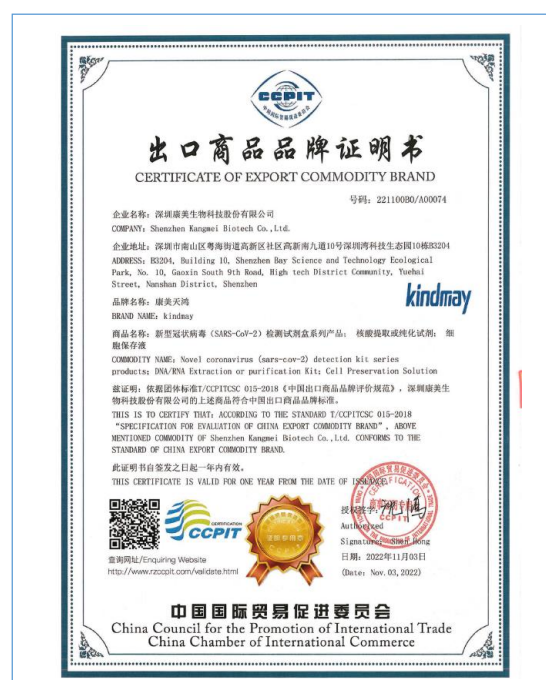 CCPIT
中国国际贸易促进委员会
出口商品品牌证明书
CERTIFICATE OF EXPORT COMMODITY BRAND
号码：221100B0/A00074
企业名称：深圳康美生物科技股份有限公司
COMPANY: Shenzhen Kangmei Biotech Co.,Ltd.
企业地址：深圳市南山区粤海街道高新区社区高新南九道10号深圳湾科技生态园10栋B3204
ADDRESS: B3204, Building 10, Shenzhen Bay Science and Technology Ecological
Park, No. 10, Gaoxin South 9th Road, High tech District Community, Yuehai
Street, Nanshan District, Shenzhen
kindmay
品牌名称：康美天鸿
BRAND NAME: kindmay
商品名称：新型冠状病毒（SARS-CoV-2）检测试剂盒系列产品； 核酸提取或纯化试剂； 细
胞保存液
COMMODITY NAME: Novel coronavirus (sars-cov-2) detection kit series
products; DNA/RNA Extraction or purification Kit; Cell Preservation Solution
兹证明：依据团体标准T/CCPITCSC 015-2018《中国出口商品品牌评价规范》，深圳康美生
物科技股份有限公司的上述商品符合中国出口商品品牌标准。
THIS IS TO CERTIFY THAT: ACCORDING TO THE STANDARD T/CCPITCSC 015-2018
“SPECIFICATION FOR EVALUATION OF CHINA EXPORT COMMODITY BRAND”, ABOVE
MENTIONED COMMODITY OF Shenzhen Kangmei Biotech Co.,Ltd. CONFORMS TO THE
STANDARD OF CHINA EXPORT COMMODITY BRAND.
此证明书自签发之日起一年内有效。
THIS CERTIFICATE IS VALID FOR ONE YEAR FROM THE DATE OF ISSUANCE.
CERTIFICATION
CCPIT
查询网址/Enquiring Website
http://www.rzccpit.com/validate.html
授权签字:
Authorized
Signature: Shen Hong
日期: 2022年11月03日
(Date: Nov. 03, 2022)
CCPIT
中国国际贸易促进委员会
China Council for the Promotion of International Trade
China Chamber of International Commerce